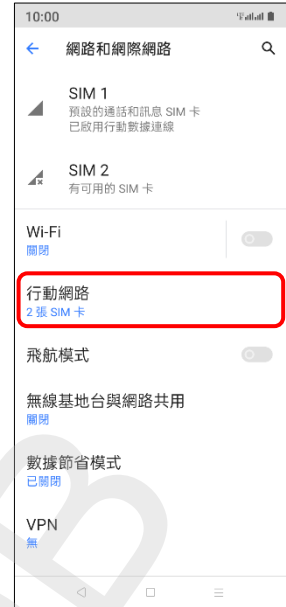 10:00
網路和網際網路
SIM 1
預設的通話和訊息 SIM 卡
已啟用行動數據連線
SIM 2
有可用的 SIM 卡
Wi-Fi
關閉
行動網路
2 張 SIM 卡
飛航模式
無線基地台與網路共用
關閉
數據節省模式
已關閉
VPN
無